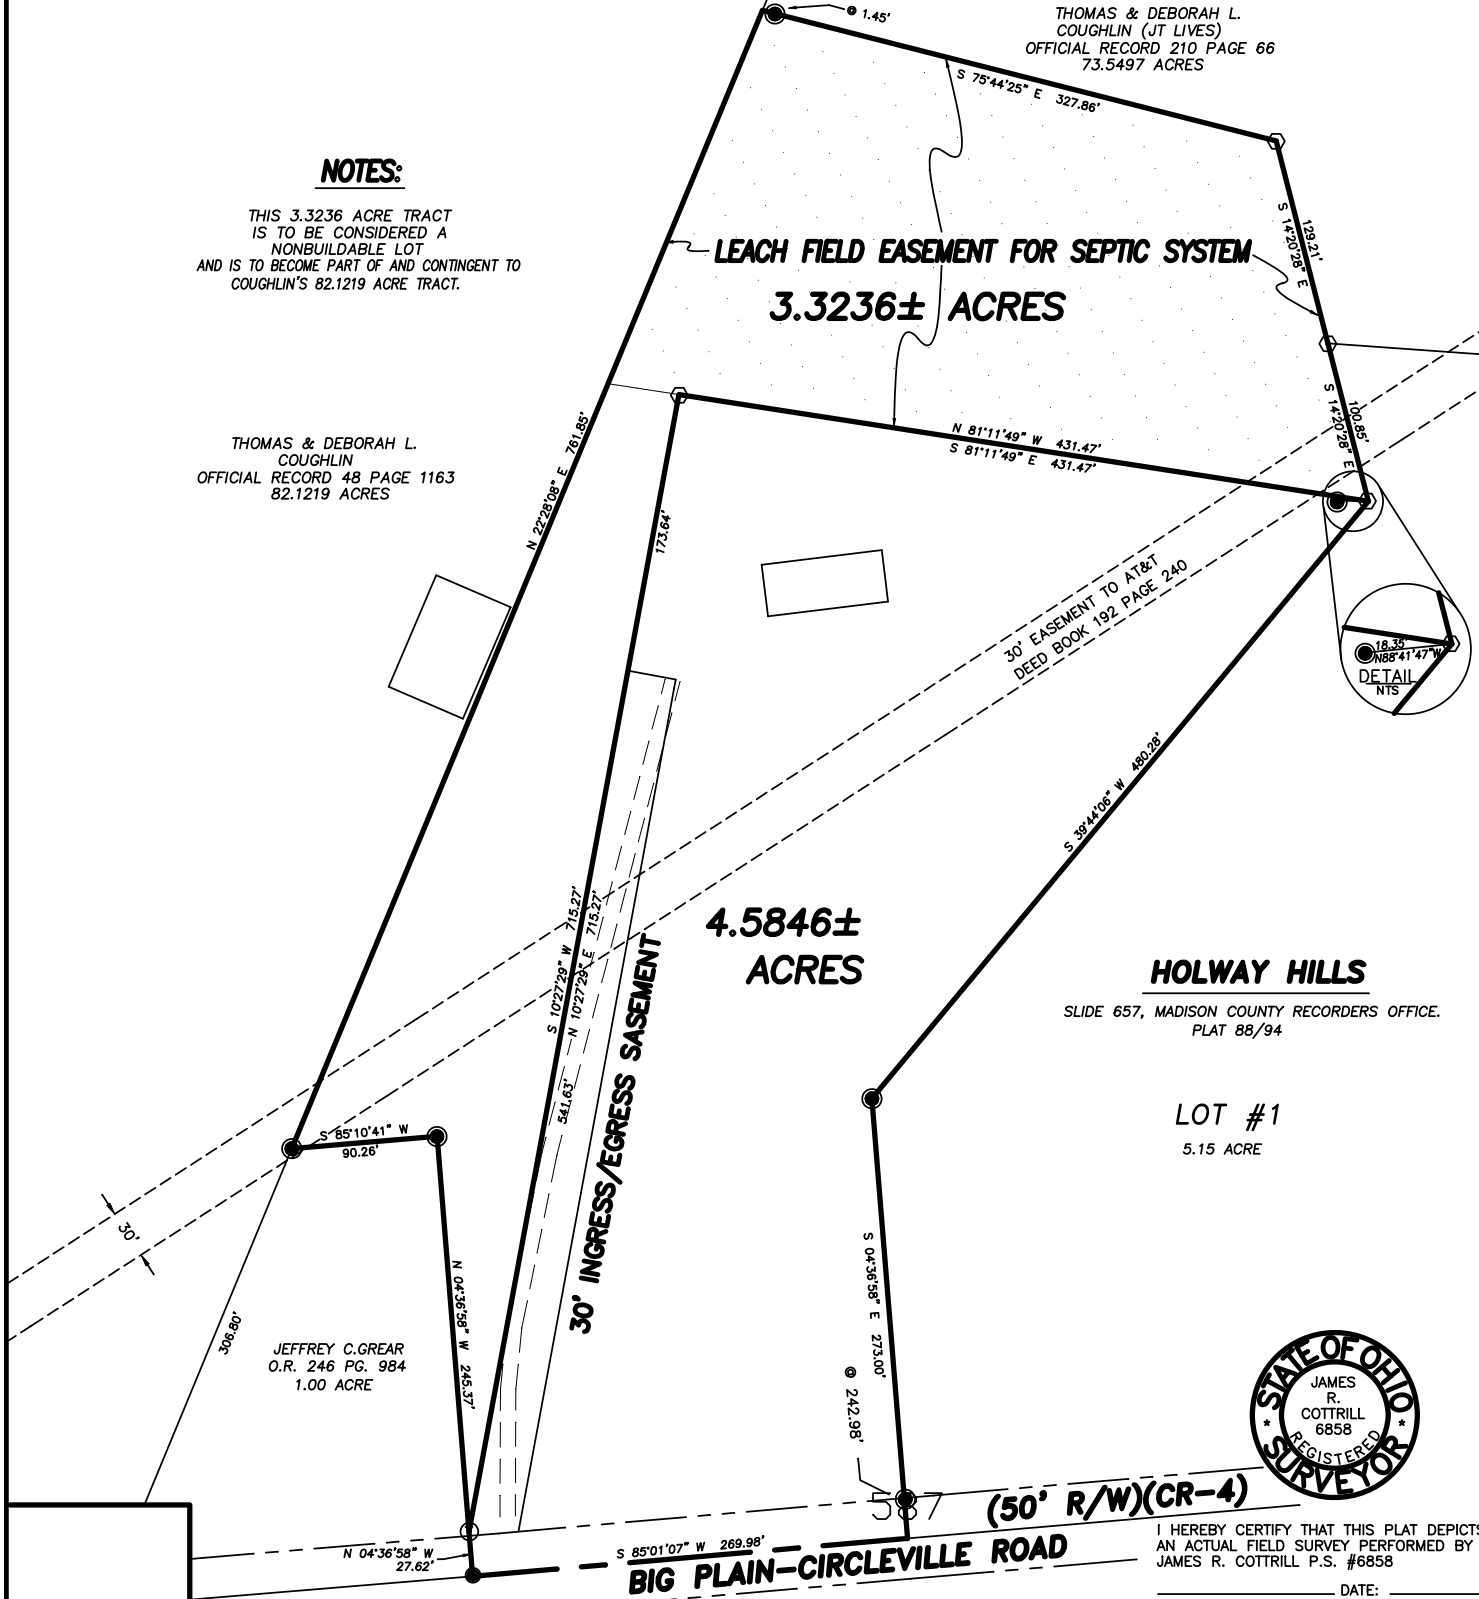 @ 1.45'
THOMAS & DEBORAH L.
COUGHLIN (JT LIVES)
OFFICIAL RECORD 210 PAGE 66
73.5497 ACRES
S 75°44'25" E 327.86'
NOTES:
THIS 3.3236 ACRE TRACT
IS TO BE CONSIDERED A
NONBUILDABLE LOT
AND IS TO BECOME PART OF AND CONTINGENT TO
COUGHLIN'S 82.1219 ACRE TRACT.
129.21'
S 14°20'28" E
LEACH FIELD EASEMENT FOR SEPTIC SYSTEM
3.3236± ACRES
100.85'
S 14°20'28" E
THOMAS & DEBORAH L.
COUGHLIN
OFFICIAL RECORD 48 PAGE 1163
82.1219 ACRES
N 22°28'08" E 761.85'
N 81°11'49" W 431.47'
S 81°11'49" E 431.47'
173.64'
30' EASEMENT TO AT&T
DEED BOOK 192 PAGE 240
18.35'
N88°41'47"W
DETAIL
NTS
S 39°44'06" W 480.28'
S 10°27'29" W 715.27'
N 10°27'29" E 715.27'
4.5846±
ACRES
30' INGRESS/EGRESS SASEMENT
541.63'
HOLWAY HILLS
SLIDE 657, MADISON COUNTY RECORDERS OFFICE.
PLAT 88/94
LOT #1
5.15 ACRE
S 85°10'41" W
90.26'
30'
306.80'
N 04°36'58" W 245.37'
JEFFREY C.GREAR
O.R. 246 PG. 984
1.00 ACRE
S 04°36'58" E 273.00'
@ 242.98'
587
STATE OF OHIO
JAMES
R.
COTTRILL
6858
REGISTERED
SURVEYOR
(50' R/W)(CR-4)
N 04°36'58" W
27.62'
S 85°01'07" W 269.98'
BIG PLAIN-CIRCLEVILLE ROAD
I HEREBY CERTIFY THAT THIS PLAT DEPICTS
AN ACTUAL FIELD SURVEY PERFORMED BY
JAMES R. COTTRILL P.S. #6858
DATE: